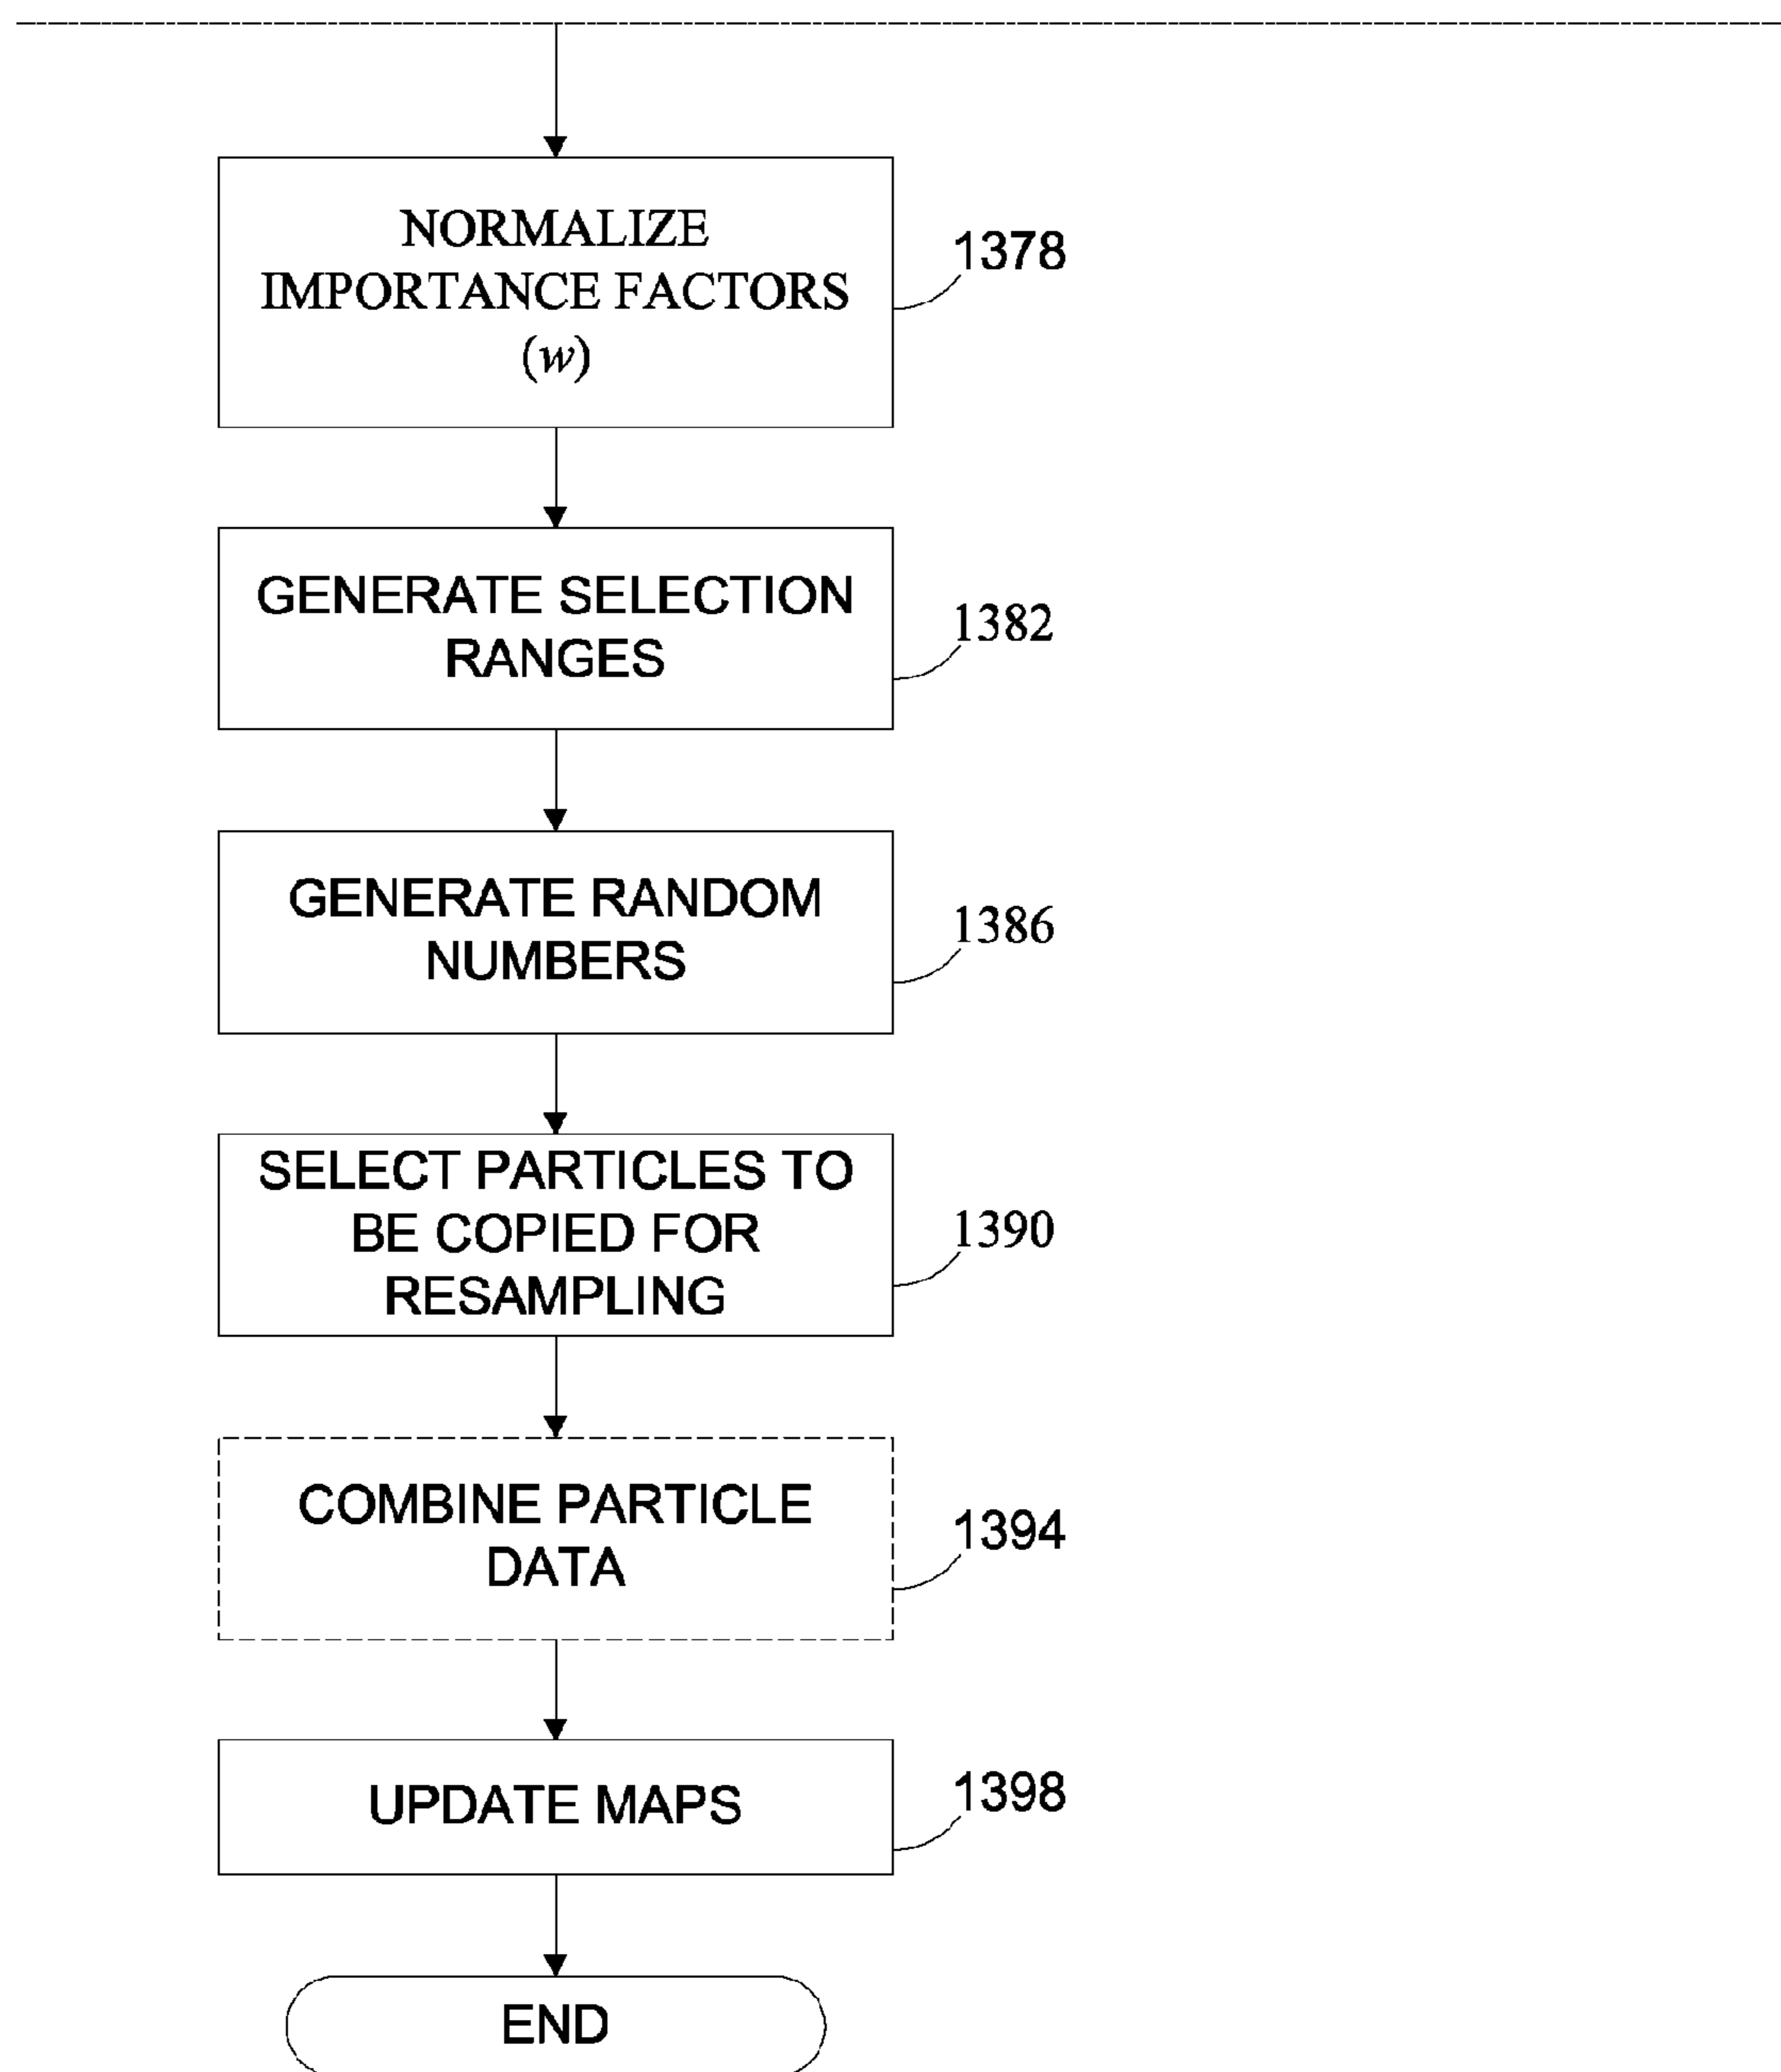 NORMALIZE
IMPORTANCE FACTORS
(w)
1378
GENERATE SELECTION
RANGES
1382
GENERATE RANDOM
NUMBERS
1386
SELECT PARTICLES TO
BE COPIED FOR
RESAMPLING
1390
COMBINE PARTICLE
DATA
1394
UPDATE MAPS
1398
END